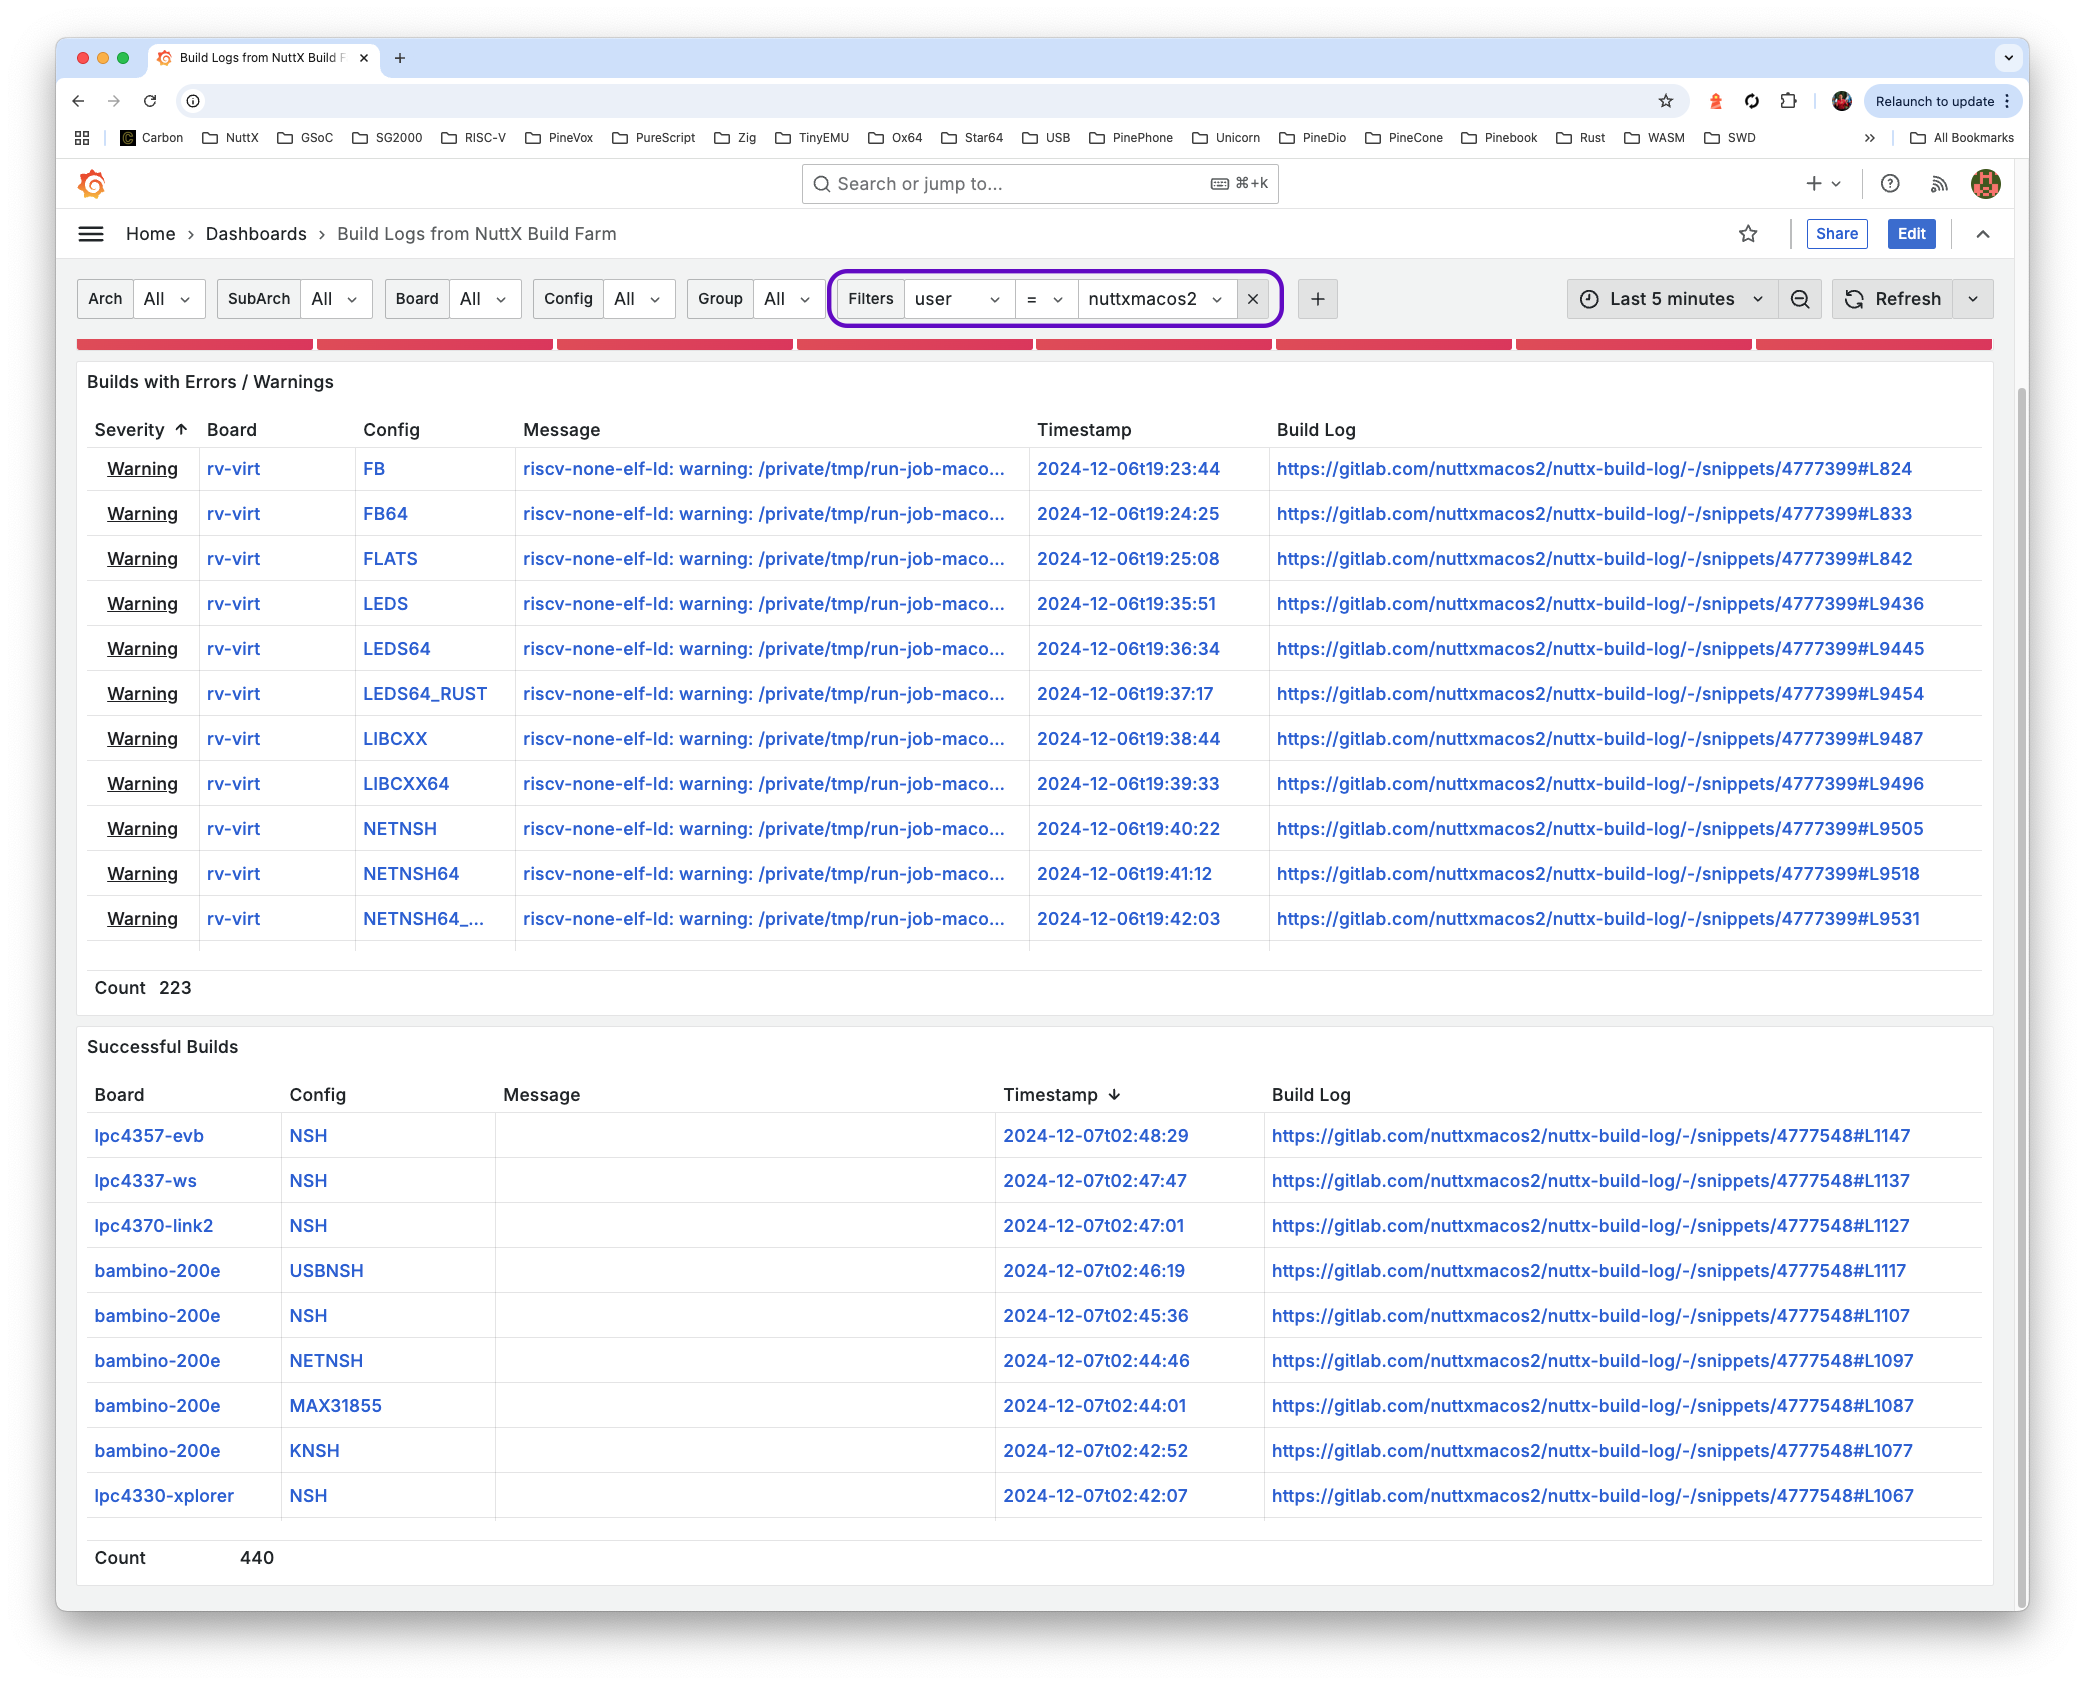 Build Logs from NuttX Build F
Relaunch to update
Carbon NuttX GSoC SG2000 RISC-V PineVox PureScript Zig TinyEMU Ox64 Star64 USB PinePhone Unicorn PineDio PineCone Pinebook Rust WASM SWD » All Bookmarks
Search or jump to... ⌘+k
Home › Dashboards › Build Logs from NuttX Build Farm Share Edit
Arch All SubArch All Board All Config All Group All Filters user = nuttxmacos2 Last 5 minutes Refresh
Builds with Errors / Warnings
Severity Board Config Message Timestamp Build Log
Warning rv-virt FB riscv-none-elf-ld: warning: /private/tmp/run-job-maco... 2024-12-06t19:23:44 https://gitlab.com/nuttxmacos2/nuttx-build-log/-/snippets/4777399#L824
Warning rv-virt FB64 riscv-none-elf-ld: warning: /private/tmp/run-job-maco... 2024-12-06t19:24:25 https://gitlab.com/nuttxmacos2/nuttx-build-log/-/snippets/4777399#L833
Warning rv-virt FLATS riscv-none-elf-ld: warning: /private/tmp/run-job-maco... 2024-12-06t19:25:08 https://gitlab.com/nuttxmacos2/nuttx-build-log/-/snippets/4777399#L842
Warning rv-virt LEDS riscv-none-elf-ld: warning: /private/tmp/run-job-maco... 2024-12-06t19:35:51 https://gitlab.com/nuttxmacos2/nuttx-build-log/-/snippets/4777399#L9436
Warning rv-virt LEDS64 riscv-none-elf-ld: warning: /private/tmp/run-job-maco... 2024-12-06t19:36:34 https://gitlab.com/nuttxmacos2/nuttx-build-log/-/snippets/4777399#L9445
Warning rv-virt LEDS64_RUST riscv-none-elf-ld: warning: /private/tmp/run-job-maco... 2024-12-06t19:37:17 https://gitlab.com/nuttxmacos2/nuttx-build-log/-/snippets/4777399#L9454
Warning rv-virt LIBCXX riscv-none-elf-ld: warning: /private/tmp/run-job-maco... 2024-12-06t19:38:44 https://gitlab.com/nuttxmacos2/nuttx-build-log/-/snippets/4777399#L9487
Warning rv-virt LIBCXX64 riscv-none-elf-ld: warning: /private/tmp/run-job-maco... 2024-12-06t19:39:33 https://gitlab.com/nuttxmacos2/nuttx-build-log/-/snippets/4777399#L9496
Warning rv-virt NETNSH riscv-none-elf-ld: warning: /private/tmp/run-job-maco... 2024-12-06t19:40:22 https://gitlab.com/nuttxmacos2/nuttx-build-log/-/snippets/4777399#L9505
Warning rv-virt NETNSH64 riscv-none-elf-ld: warning: /private/tmp/run-job-maco... 2024-12-06t19:41:12 https://gitlab.com/nuttxmacos2/nuttx-build-log/-/snippets/4777399#L9518
Warning rv-virt NETNSH64_... riscv-none-elf-ld: warning: /private/tmp/run-job-maco... 2024-12-06t19:42:03 https://gitlab.com/nuttxmacos2/nuttx-build-log/-/snippets/4777399#L9531
Count 223
Successful Builds
Board Config Message Timestamp Build Log
lpc4357-evb NSH 2024-12-07t02:48:29 https://gitlab.com/nuttxmacos2/nuttx-build-log/-/snippets/4777548#L1147
lpc4337-ws NSH 2024-12-07t02:47:47 https://gitlab.com/nuttxmacos2/nuttx-build-log/-/snippets/4777548#L1137
lpc4370-link2 NSH 2024-12-07t02:47:01 https://gitlab.com/nuttxmacos2/nuttx-build-log/-/snippets/4777548#L1127
bambino-200e USBNSH 2024-12-07t02:46:19 https://gitlab.com/nuttxmacos2/nuttx-build-log/-/snippets/4777548#L1117
bambino-200e NSH 2024-12-07t02:45:36 https://gitlab.com/nuttxmacos2/nuttx-build-log/-/snippets/4777548#L1107
bambino-200e NETNSH 2024-12-07t02:44:46 https://gitlab.com/nuttxmacos2/nuttx-build-log/-/snippets/4777548#L1097
bambino-200e MAX31855 2024-12-07t02:44:01 https://gitlab.com/nuttxmacos2/nuttx-build-log/-/snippets/4777548#L1087
bambino-200e KNSH 2024-12-07t02:42:52 https://gitlab.com/nuttxmacos2/nuttx-build-log/-/snippets/4777548#L1077
lpc4330-xplorer NSH 2024-12-07t02:42:07 https://gitlab.com/nuttxmacos2/nuttx-build-log/-/snippets/4777548#L1067
Count 440